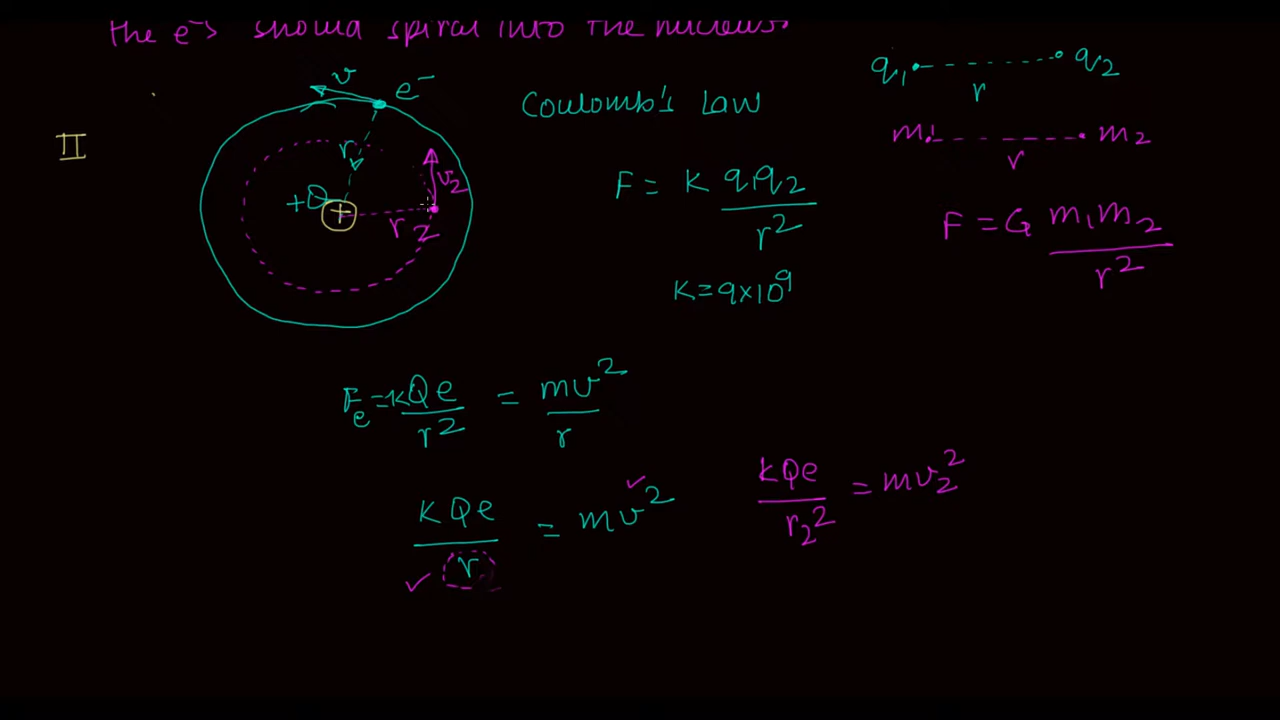 the e⁻s should spiral into the nucleus.
II
v
e⁻
r
+Q
+
r₂
v₂
Coulomb's Law
F = K q₁q₂ / r²
K = 9×10⁹
q₁ q₂
r
m₁ m₂
r
F = G m₁m₂ / r²
Fₑ = KQe / r² = mv² / r
KQe / r = mv²
KQe / r₂² = mv₂²